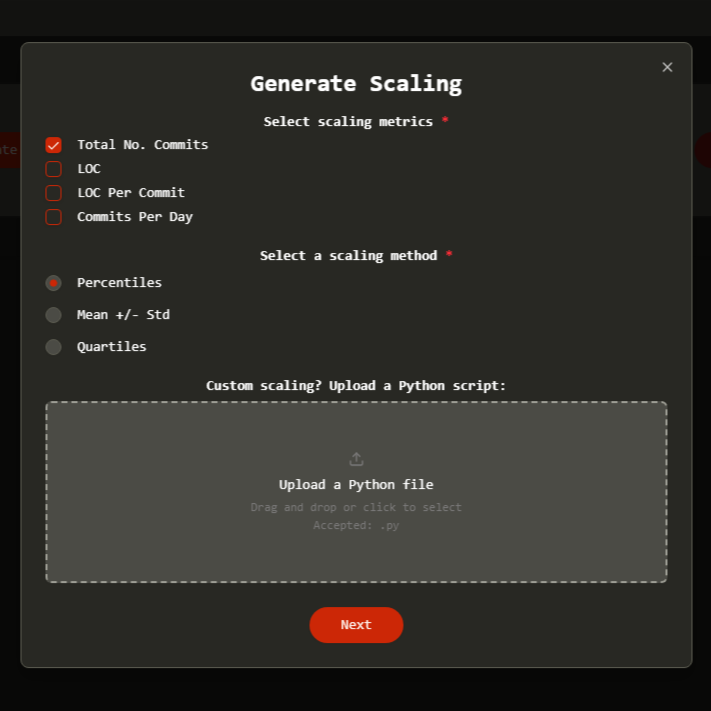 Generate Scaling
Select scaling metrics *
Total No. Commits
LOC
LOC Per Commit
Commits Per Day
Select a scaling method *
Percentiles
Mean +/- Std
Quartiles
Custom scaling? Upload a Python script:
Upload a Python file
Drag and drop or click to select
Accepted: .py
Next